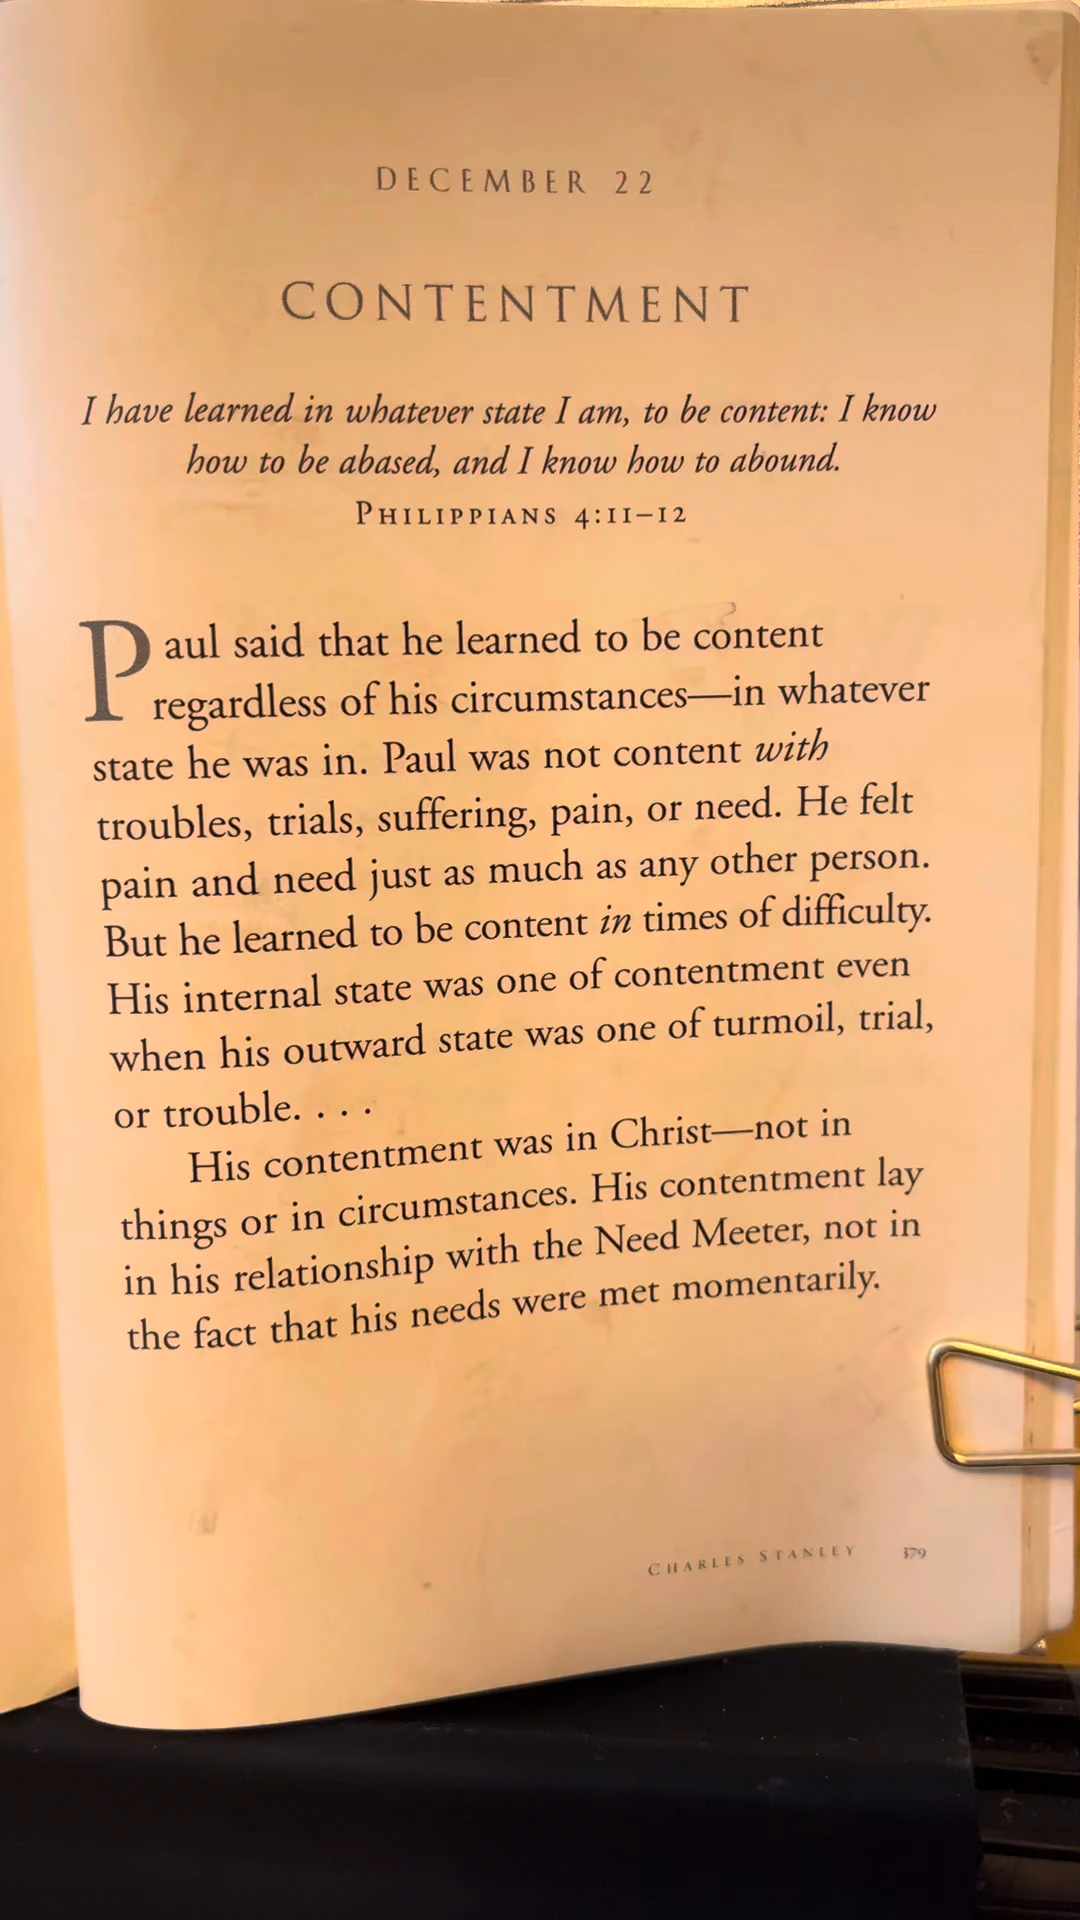 DECEMBER 22
CONTENTMENT
I have learned in whatever state I am, to be content: I know
how to be abased, and I know how to abound.
PHILIPPIANS 4:11–12
Paul said that he learned to be content
regardless of his circumstances—in whatever
state he was in. Paul was not content with
troubles, trials, suffering, pain, or need. He felt
pain and need just as much as any other person.
But he learned to be content in times of difficulty.
His internal state was one of contentment even
when his outward state was one of turmoil, trial,
or trouble. . . .
His contentment was in Christ—not in
things or in circumstances. His contentment lay
in his relationship with the Need Meeter, not in
the fact that his needs were met momentarily.
CHARLES STANLEY 379